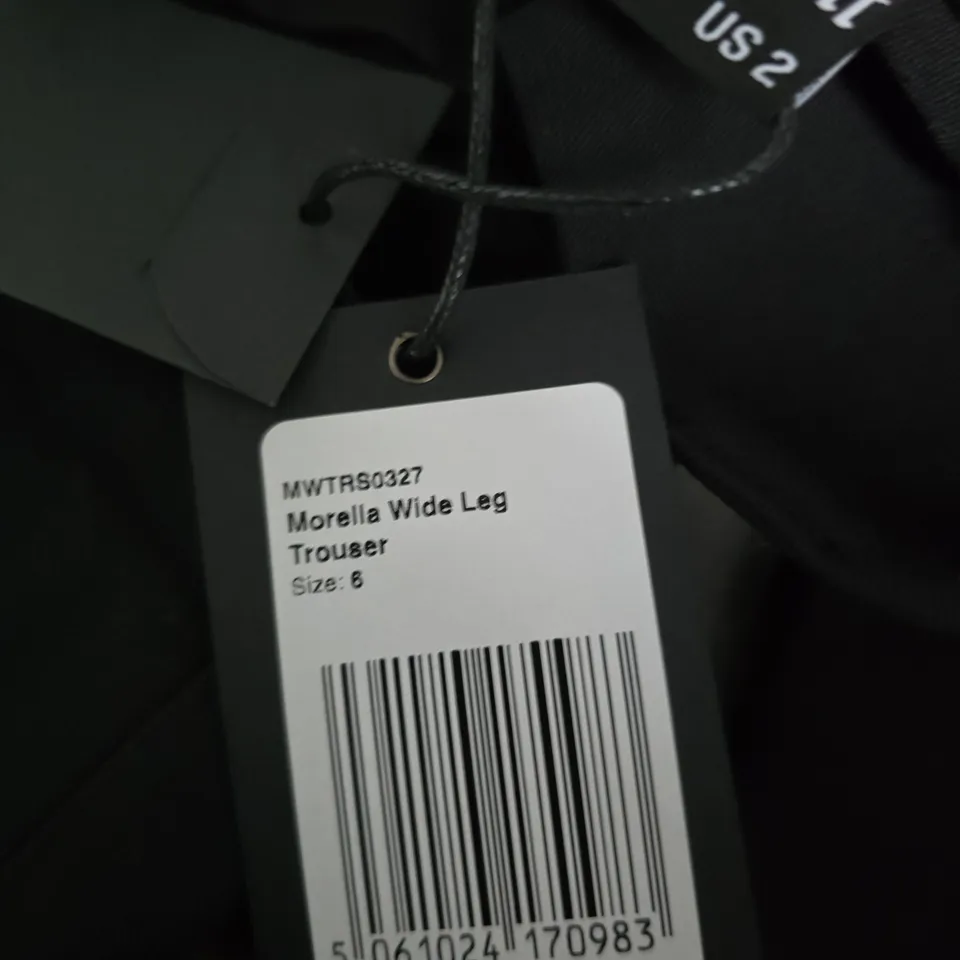 US 2
MWTRS0327
Morella Wide Leg
Trouser
Size: 6
5 061024 170983